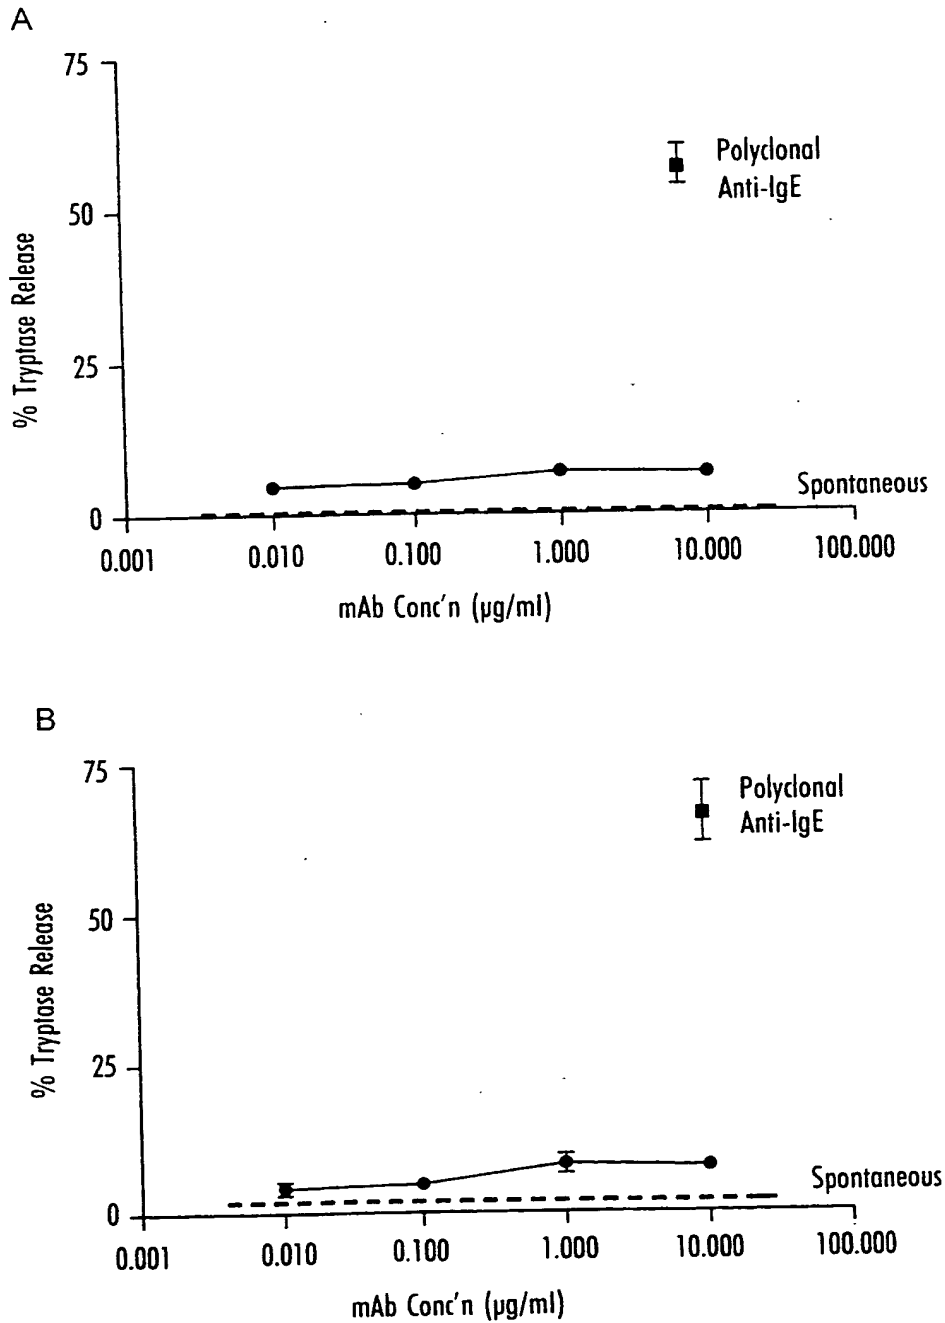 A
75
50
25
0
% Tryptase Release
Polyclonal
Anti-IgE
Spontaneous
0.001 0.010 0.100 1.000 10.000 100.000
mAb Conc'n (µg/ml)
B
75
50
25
0
% Tryptase Release
Polyclonal
Anti-IgE
Spontaneous
0.001 0.010 0.100 1.000 10.000 100.000
mAb Conc'n (µg/ml)